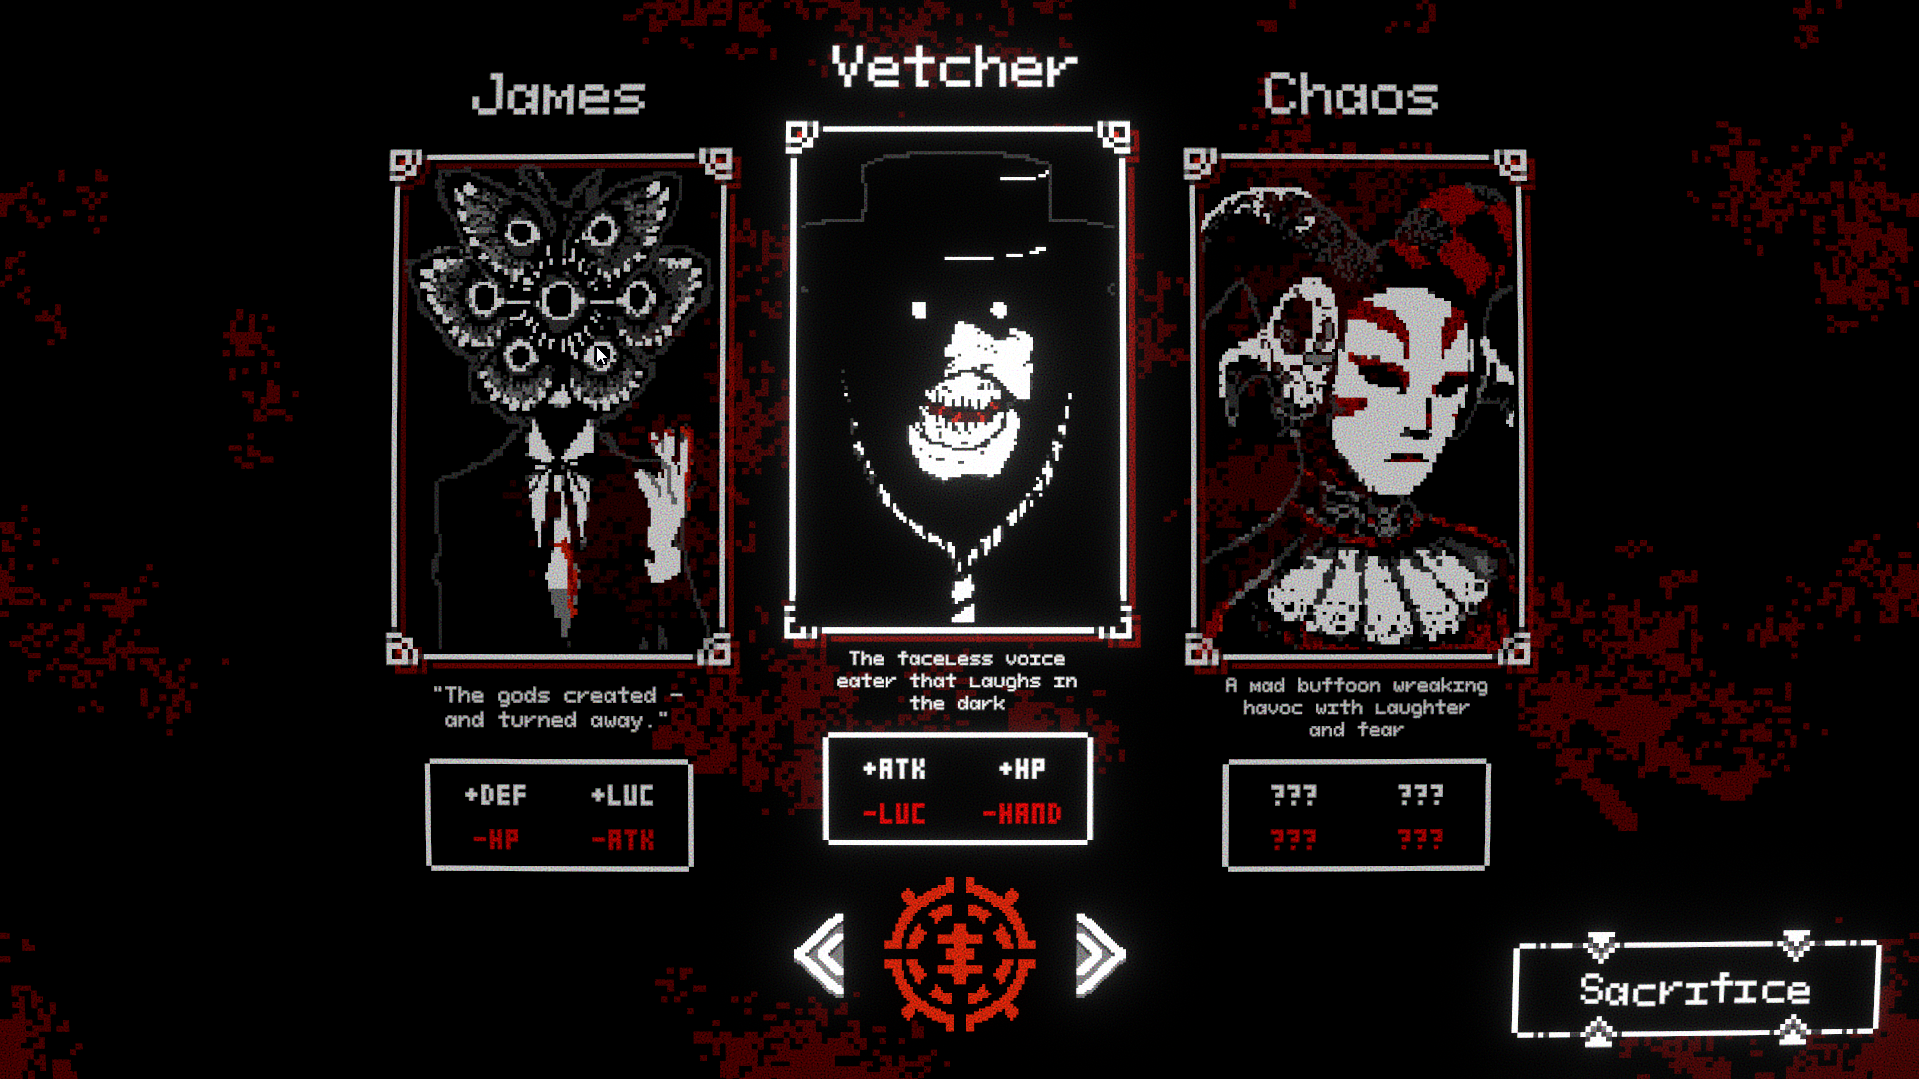 James
"The gods created -
and turned away."
+DEF +LUC
-HP -ATK
Vetcher
The faceless voice
eater that laughs in
the dark
+ATK +HP
-LUC -HAND
Chaos
A mad buffoon wreaking
havoc with laughter
and fear
??? ???
??? ???
Sacrifice